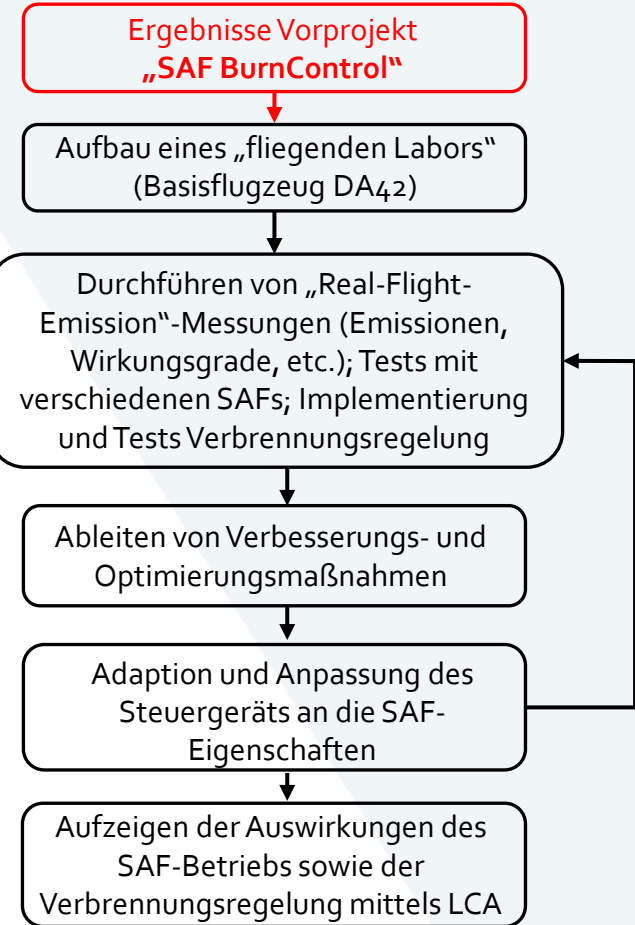 Ergebnisse Vorprojekt
„SAF BurnControl“
Aufbau eines „fliegenden Labors“
(Basisflugzeug DA42)
Durchführen von „Real-Flight-
Emission“-Messungen (Emissionen,
Wirkungsgrade, etc.); Tests mit
verschiedenen SAFs; Implementierung
und Tests Verbrennungsregelung
Ableiten von Verbesserungs- und
Optimierungsmaßnahmen
Adaption und Anpassung des
Steuergeräts an die SAF-
Eigenschaften
Aufzeigen der Auswirkungen des
SAF-Betriebs sowie der
Verbrennungsregelung mittels LCA